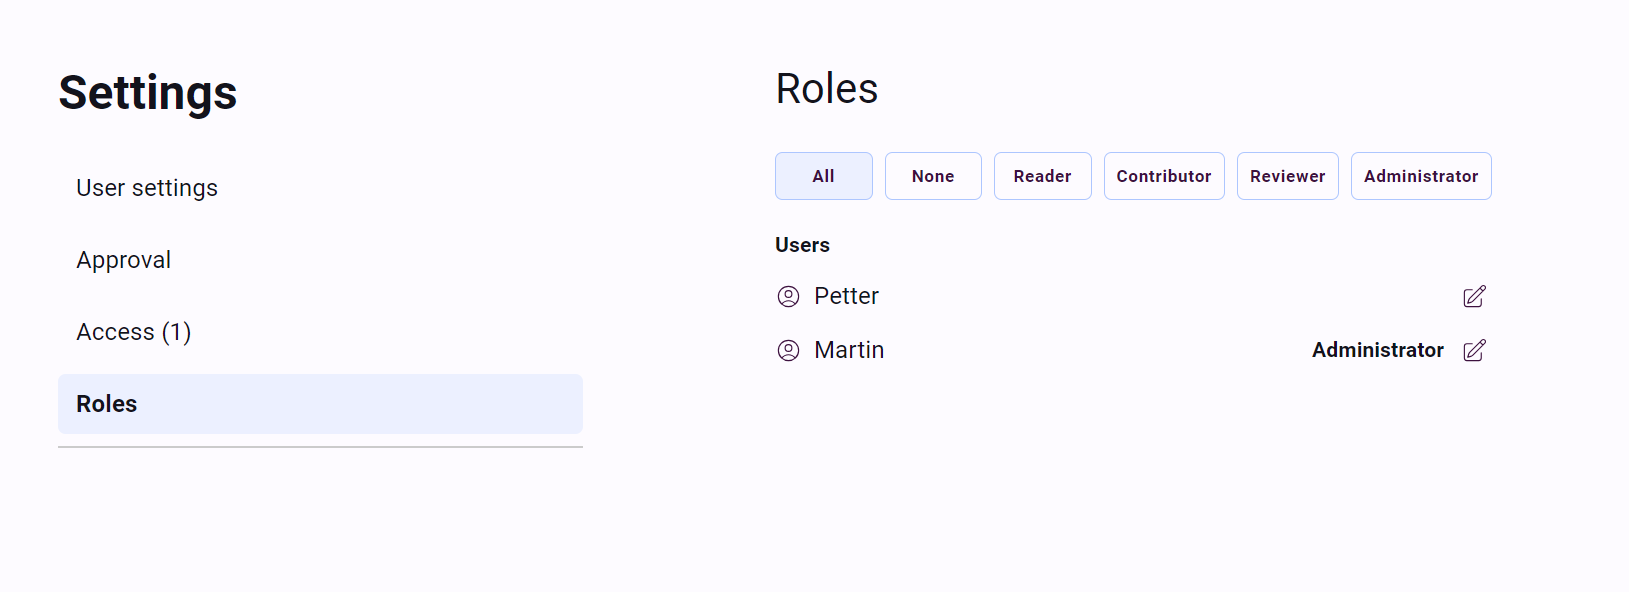 Settings
User settings
Approval
Access (1)
Roles
Roles
All None Reader Contributor Reviewer Administrator
Users
Petter
Martin Administrator